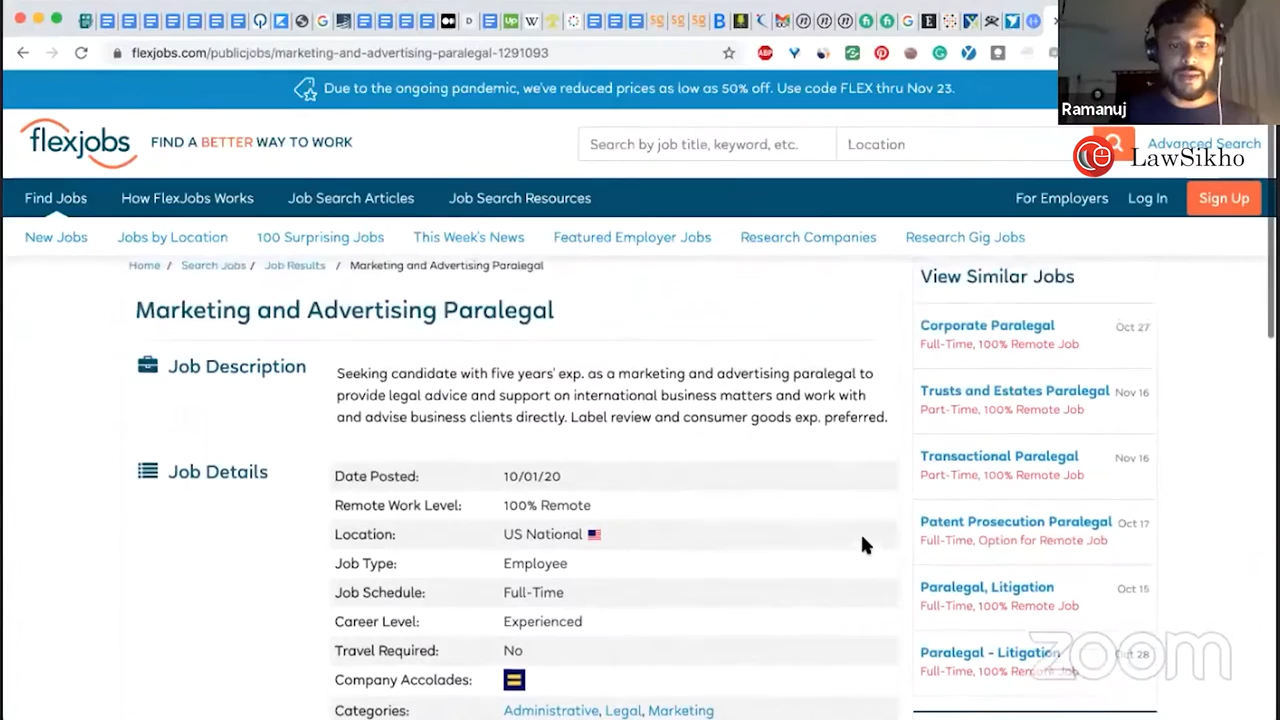 flexjobs.com/publicjobs/marketing-and-advertising-paralegal-1291093
Due to the ongoing pandemic, we've reduced prices as low as 50% off. Use code FLEX thru Nov 23.
Ramanuj
flexjobs FIND A BETTER WAY TO WORK
Search by job title, keyword, etc. Location
Advanced Search
LawSikho
Find Jobs How FlexJobs Works Job Search Articles Job Search Resources For Employers Log In Sign Up
New Jobs Jobs by Location 100 Surprising Jobs This Week's News Featured Employer Jobs Research Companies Research Gig Jobs
Home / Search Jobs / Job Results / Marketing and Advertising Paralegal
Marketing and Advertising Paralegal
Job Description
Seeking candidate with five years' exp. as a marketing and advertising paralegal to
provide legal advice and support on international business matters and work with
and advise business clients directly. Label review and consumer goods exp. preferred.
Job Details
Date Posted: 10/01/20
Remote Work Level: 100% Remote
Location: US National
Job Type: Employee
Job Schedule: Full-Time
Career Level: Experienced
Travel Required: No
Company Accolades:
Categories: Administrative, Legal, Marketing
View Similar Jobs
Corporate Paralegal Oct 27
Full-Time, 100% Remote Job
Trusts and Estates Paralegal Nov 16
Part-Time, 100% Remote Job
Transactional Paralegal Nov 16
Part-Time, 100% Remote Job
Patent Prosecution Paralegal Oct 17
Full-Time, Option for Remote Job
Paralegal, Litigation Oct 15
Full-Time, 100% Remote Job
Paralegal - Litigation Oct 28
Full-Time, 100% Remote Job
zoom